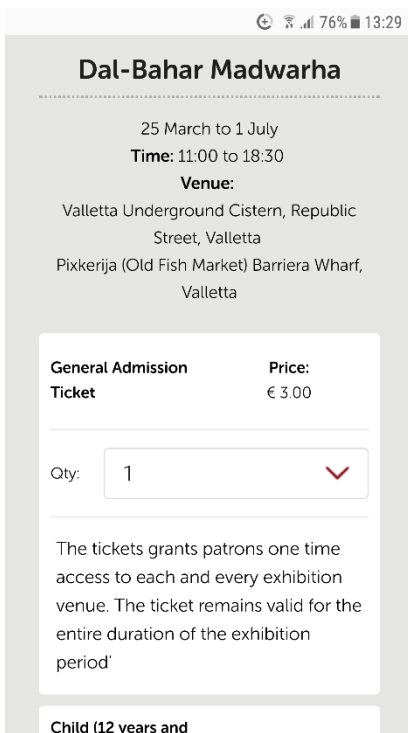 76% 13:29
Dal-Bahar Madwarha
25 March to 1 July
Time: 11:00 to 18:30
Venue:
Valletta Underground Cistern, Republic
Street, Valletta
Pixkerija (Old Fish Market) Barriera Wharf,
Valletta
General Admission Price:
Ticket € 3.00
Qty: 1
The tickets grants patrons one time
access to each and every exhibition
venue. The ticket remains valid for the
entire duration of the exhibition
period'
Child (12 years and